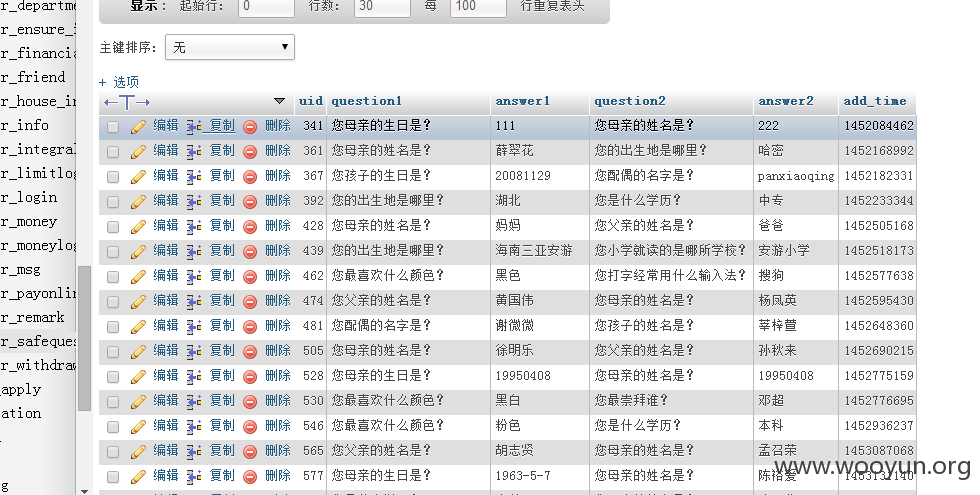 显示: 起始行: 0 行数: 30 每 100 行重复表头
主键排序: 无
+ 选项
←T→ uid question1 answer1 question2 answer2 add_time
编辑 复制 删除 341 您母亲的生日是? 111 您母亲的姓名是? 222 1452084462
编辑 复制 删除 361 您母亲的姓名是? 薛翠花 您的出生地是哪里? 哈密 1452168992
编辑 复制 删除 367 您孩子的生日是? 20081129 您配偶的名字是? panxiaoqing 1452182331
编辑 复制 删除 392 您的出生地是哪里? 湖北 您是什么学历? 中专 1452233344
编辑 复制 删除 428 您母亲的姓名是? 妈妈 您父亲的姓名是? 爸爸 1452505168
编辑 复制 删除 439 您的出生地是哪里? 海南三亚安游 您小学就读的是哪所学校? 安游小学 1452518173
编辑 复制 删除 462 您最喜欢什么颜色? 黑色 您打字经常用什么输入法? 搜狗 1452577638
编辑 复制 删除 474 您父亲的姓名是? 黄国伟 您母亲的姓名是? 杨凤英 1452595430
编辑 复制 删除 481 您配偶的名字是? 谢微微 您孩子的姓名是? 莘梓萱 1452648360
编辑 复制 删除 505 您母亲的姓名是? 徐明乐 您父亲的姓名是? 孙秋来 1452690215
编辑 复制 删除 528 您母亲的生日是? 19950408 您母亲的姓名是? 19950408 1452775159
编辑 复制 删除 530 您最喜欢什么颜色? 黑白 您最崇拜谁? 邓超 1452776695
编辑 复制 删除 546 您最喜欢什么颜色? 粉色 您是什么学历? 本科 1452936237
编辑 复制 删除 565 您父亲的姓名是? 胡志贤 您母亲的姓名是? 孟召荣 1453087068
编辑 复制 删除 577 您母亲的生日是? 1963-5-7 您母亲的姓名是? 陈裕爱 1453131140
r_departme
r_ensure_i
r_financia
r_friend
r_house_in
r_info
r_integral
r_limitlog
r_login
r_money
r_moneylog
r_msg
r_payonlin
r_remark
r_safeques
r_withdraw
_apply
ation
g
www.wooyun.org